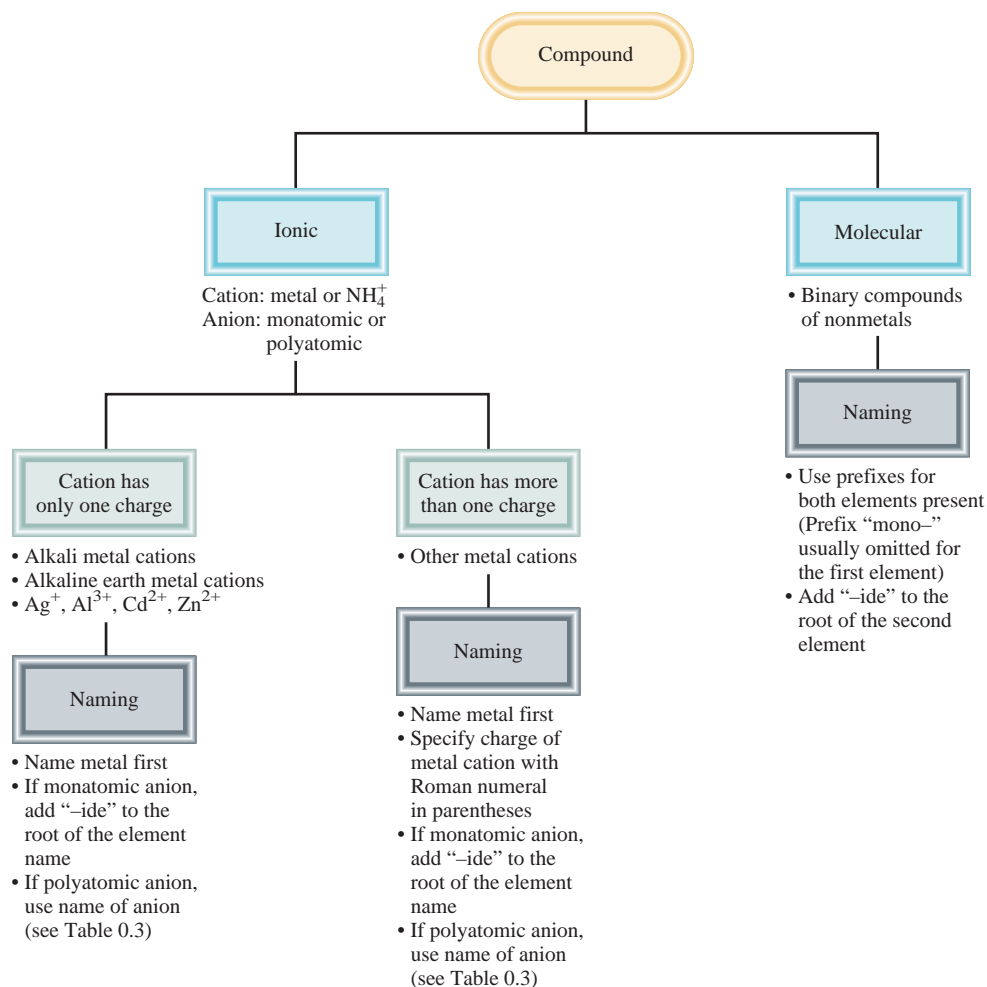 Compound
Ionic
Cation: metal or NH₄⁺
Anion: monatomic or
polyatomic
Cation has
only one charge
• Alkali metal cations
• Alkaline earth metal cations
• Ag⁺, Al³⁺, Cd²⁺, Zn²⁺
Naming
• Name metal first
• If monatomic anion,
add “–ide” to the
root of the element
name
• If polyatomic anion,
use name of anion
(see Table 0.3)
Cation has more
than one charge
• Other metal cations
Naming
• Name metal first
• Specify charge of
metal cation with
Roman numeral
in parentheses
• If monatomic anion,
add “–ide” to the
root of the element
name
• If polyatomic anion,
use name of anion
(see Table 0.3)
Molecular
• Binary compounds
of nonmetals
Naming
• Use prefixes for
both elements present
(Prefix “mono–”
usually omitted for
the first element)
• Add “–ide” to the
root of the second
element